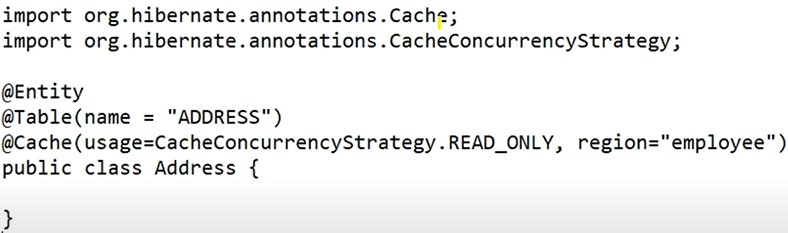 import org.hibernate.annotations.Cache;
import org.hibernate.annotations.CacheConcurrencyStrategy;
@Entity
@Table(name = "ADDRESS")
@Cache(usage=CacheConcurrencyStrategy.READ_ONLY, region="employee")
public class Address {
}